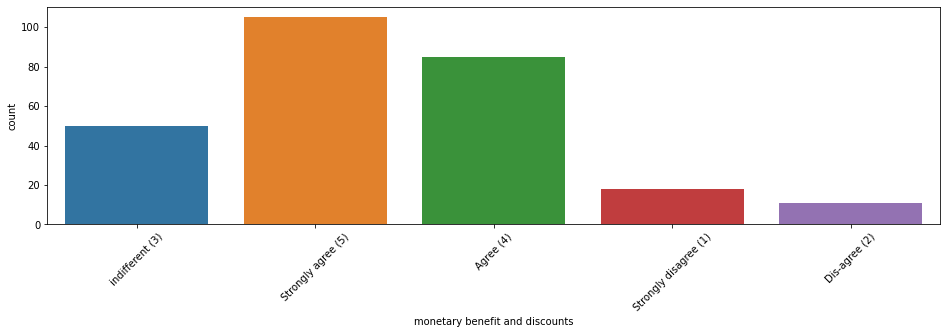 100
80
60
40
20
0
count
indifferent (3)
Strongly agree (5)
Agree (4)
Strongly disagree (1)
Dis-agree (2)
monetary benefit and discounts